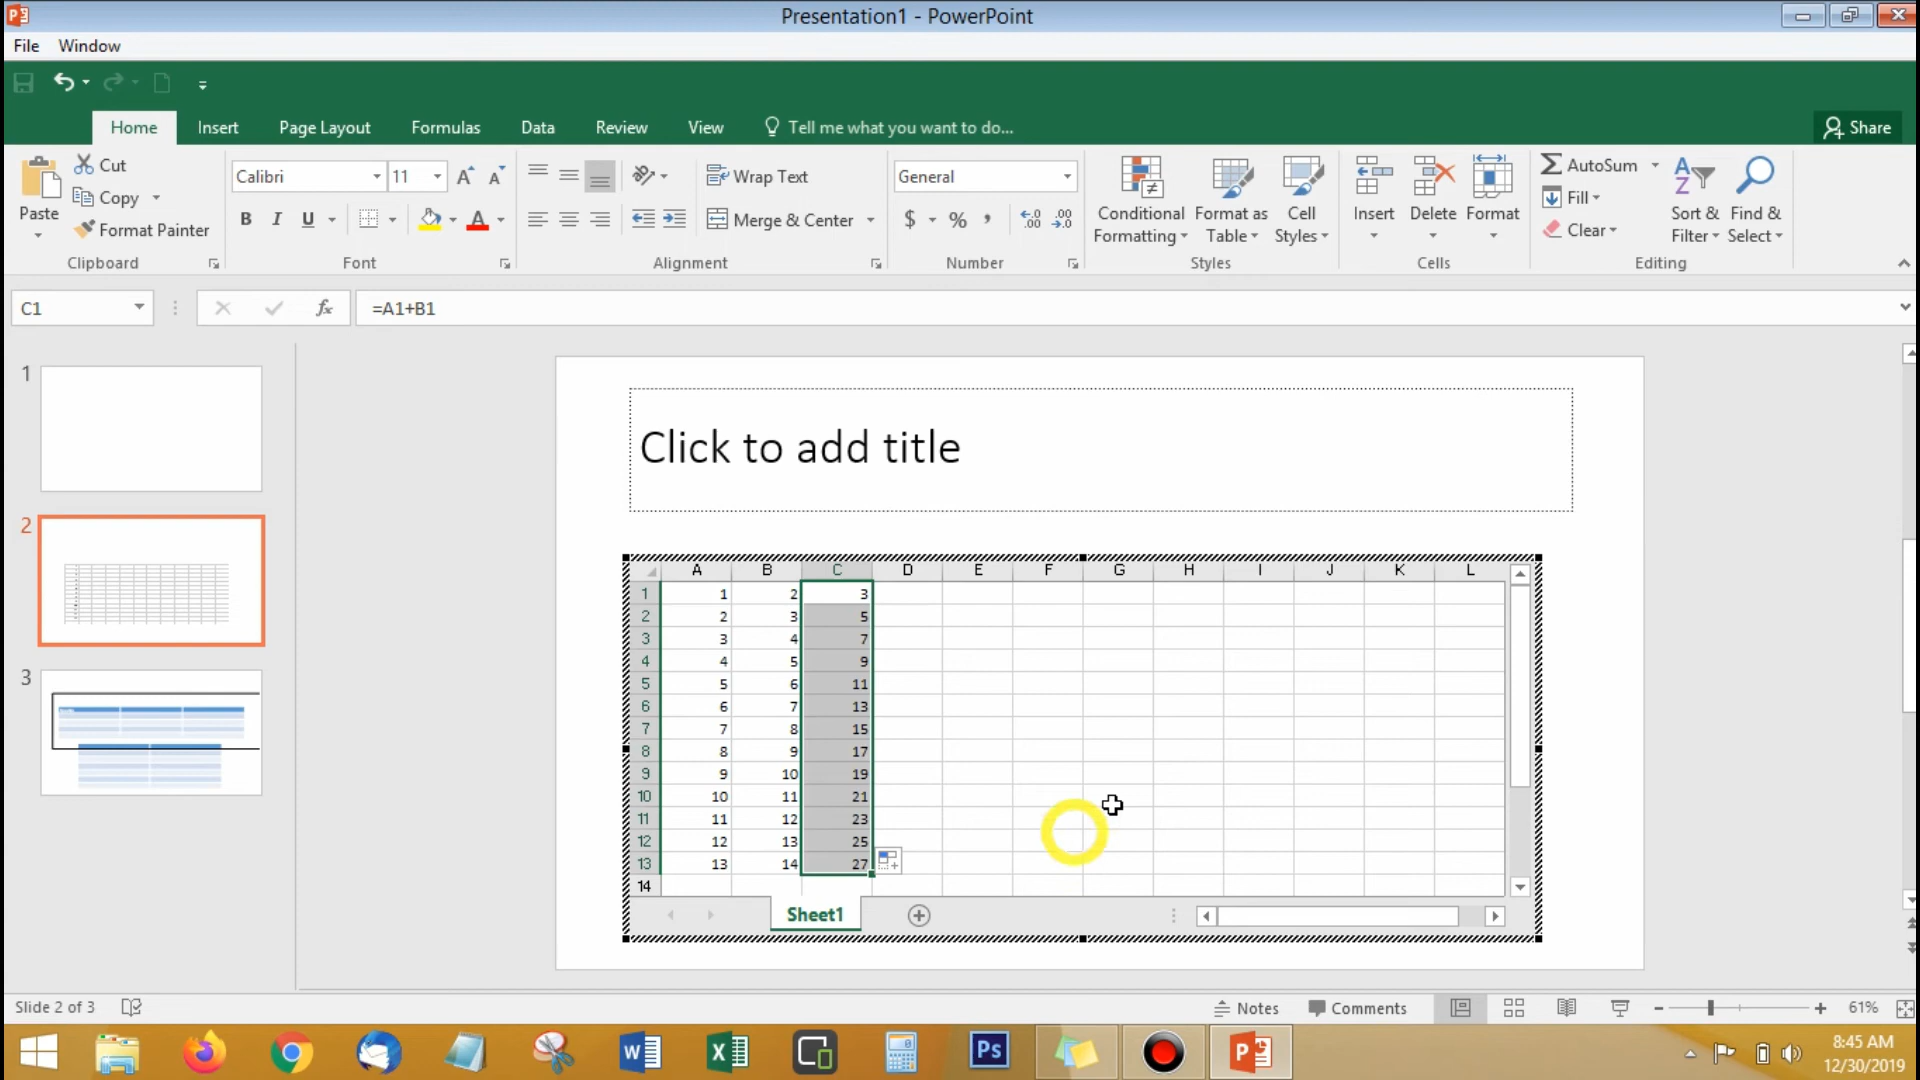 Presentation1 - PowerPoint
File Window
Home Insert Page Layout Formulas Data Review View Tell me what you want to do... Share
Paste Cut Copy Format Painter Clipboard
Calibri 11 B I U A A A Font
Wrap Text Merge & Center Alignment
General $ % , Number
Conditional Formatting Format as Table Cell Styles Styles
Insert Delete Format Cells
AutoSum Fill Clear Sort & Filter Find & Select Editing
C1 fx =A1+B1
1
2
3
Click to add title
A B C D E F G H I J K L
1 1 2 3
2 2 3 5
3 3 4 7
4 4 5 9
5 5 6 11
6 6 7 13
7 7 8 15
8 8 9 17
9 9 10 19
10 10 11 21
11 11 12 23
12 12 13 25
13 13 14 27
14
Sheet1
Slide 2 of 3 Notes Comments 61%
8:45 AM
12/30/2019